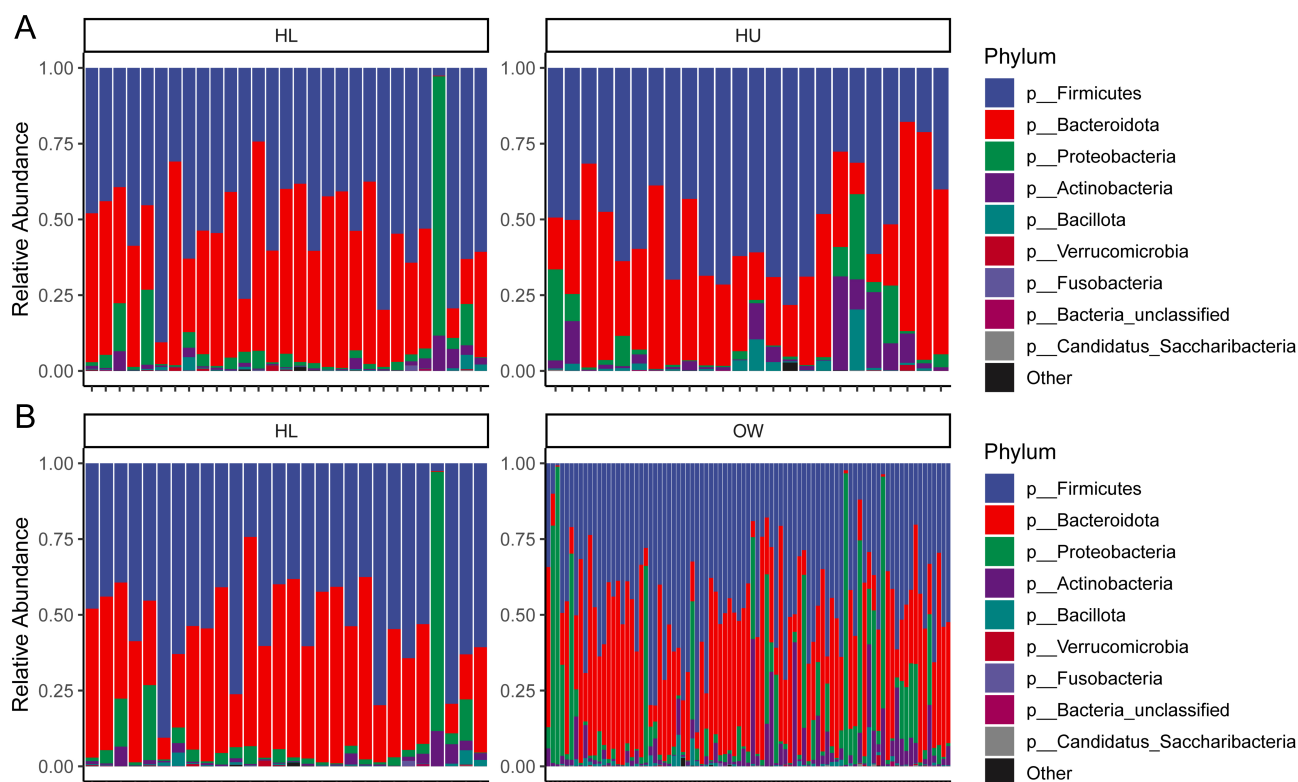 A
HL
HU
Relative Abundance
1.00
0.75
0.50
0.25
0.00
1.00
0.75
0.50
0.25
0.00
Phylum
p__Firmicutes
p__Bacteroidota
p__Proteobacteria
p__Actinobacteria
p__Bacillota
p__Verrucomicrobia
p__Fusobacteria
p__Bacteria_unclassified
p__Candidatus_Saccharibacteria
Other
B
HL
OW
Relative Abundance
1.00
0.75
0.50
0.25
0.00
1.00
0.75
0.50
0.25
0.00
Phylum
p__Firmicutes
p__Bacteroidota
p__Proteobacteria
p__Actinobacteria
p__Bacillota
p__Verrucomicrobia
p__Fusobacteria
p__Bacteria_unclassified
p__Candidatus_Saccharibacteria
Other